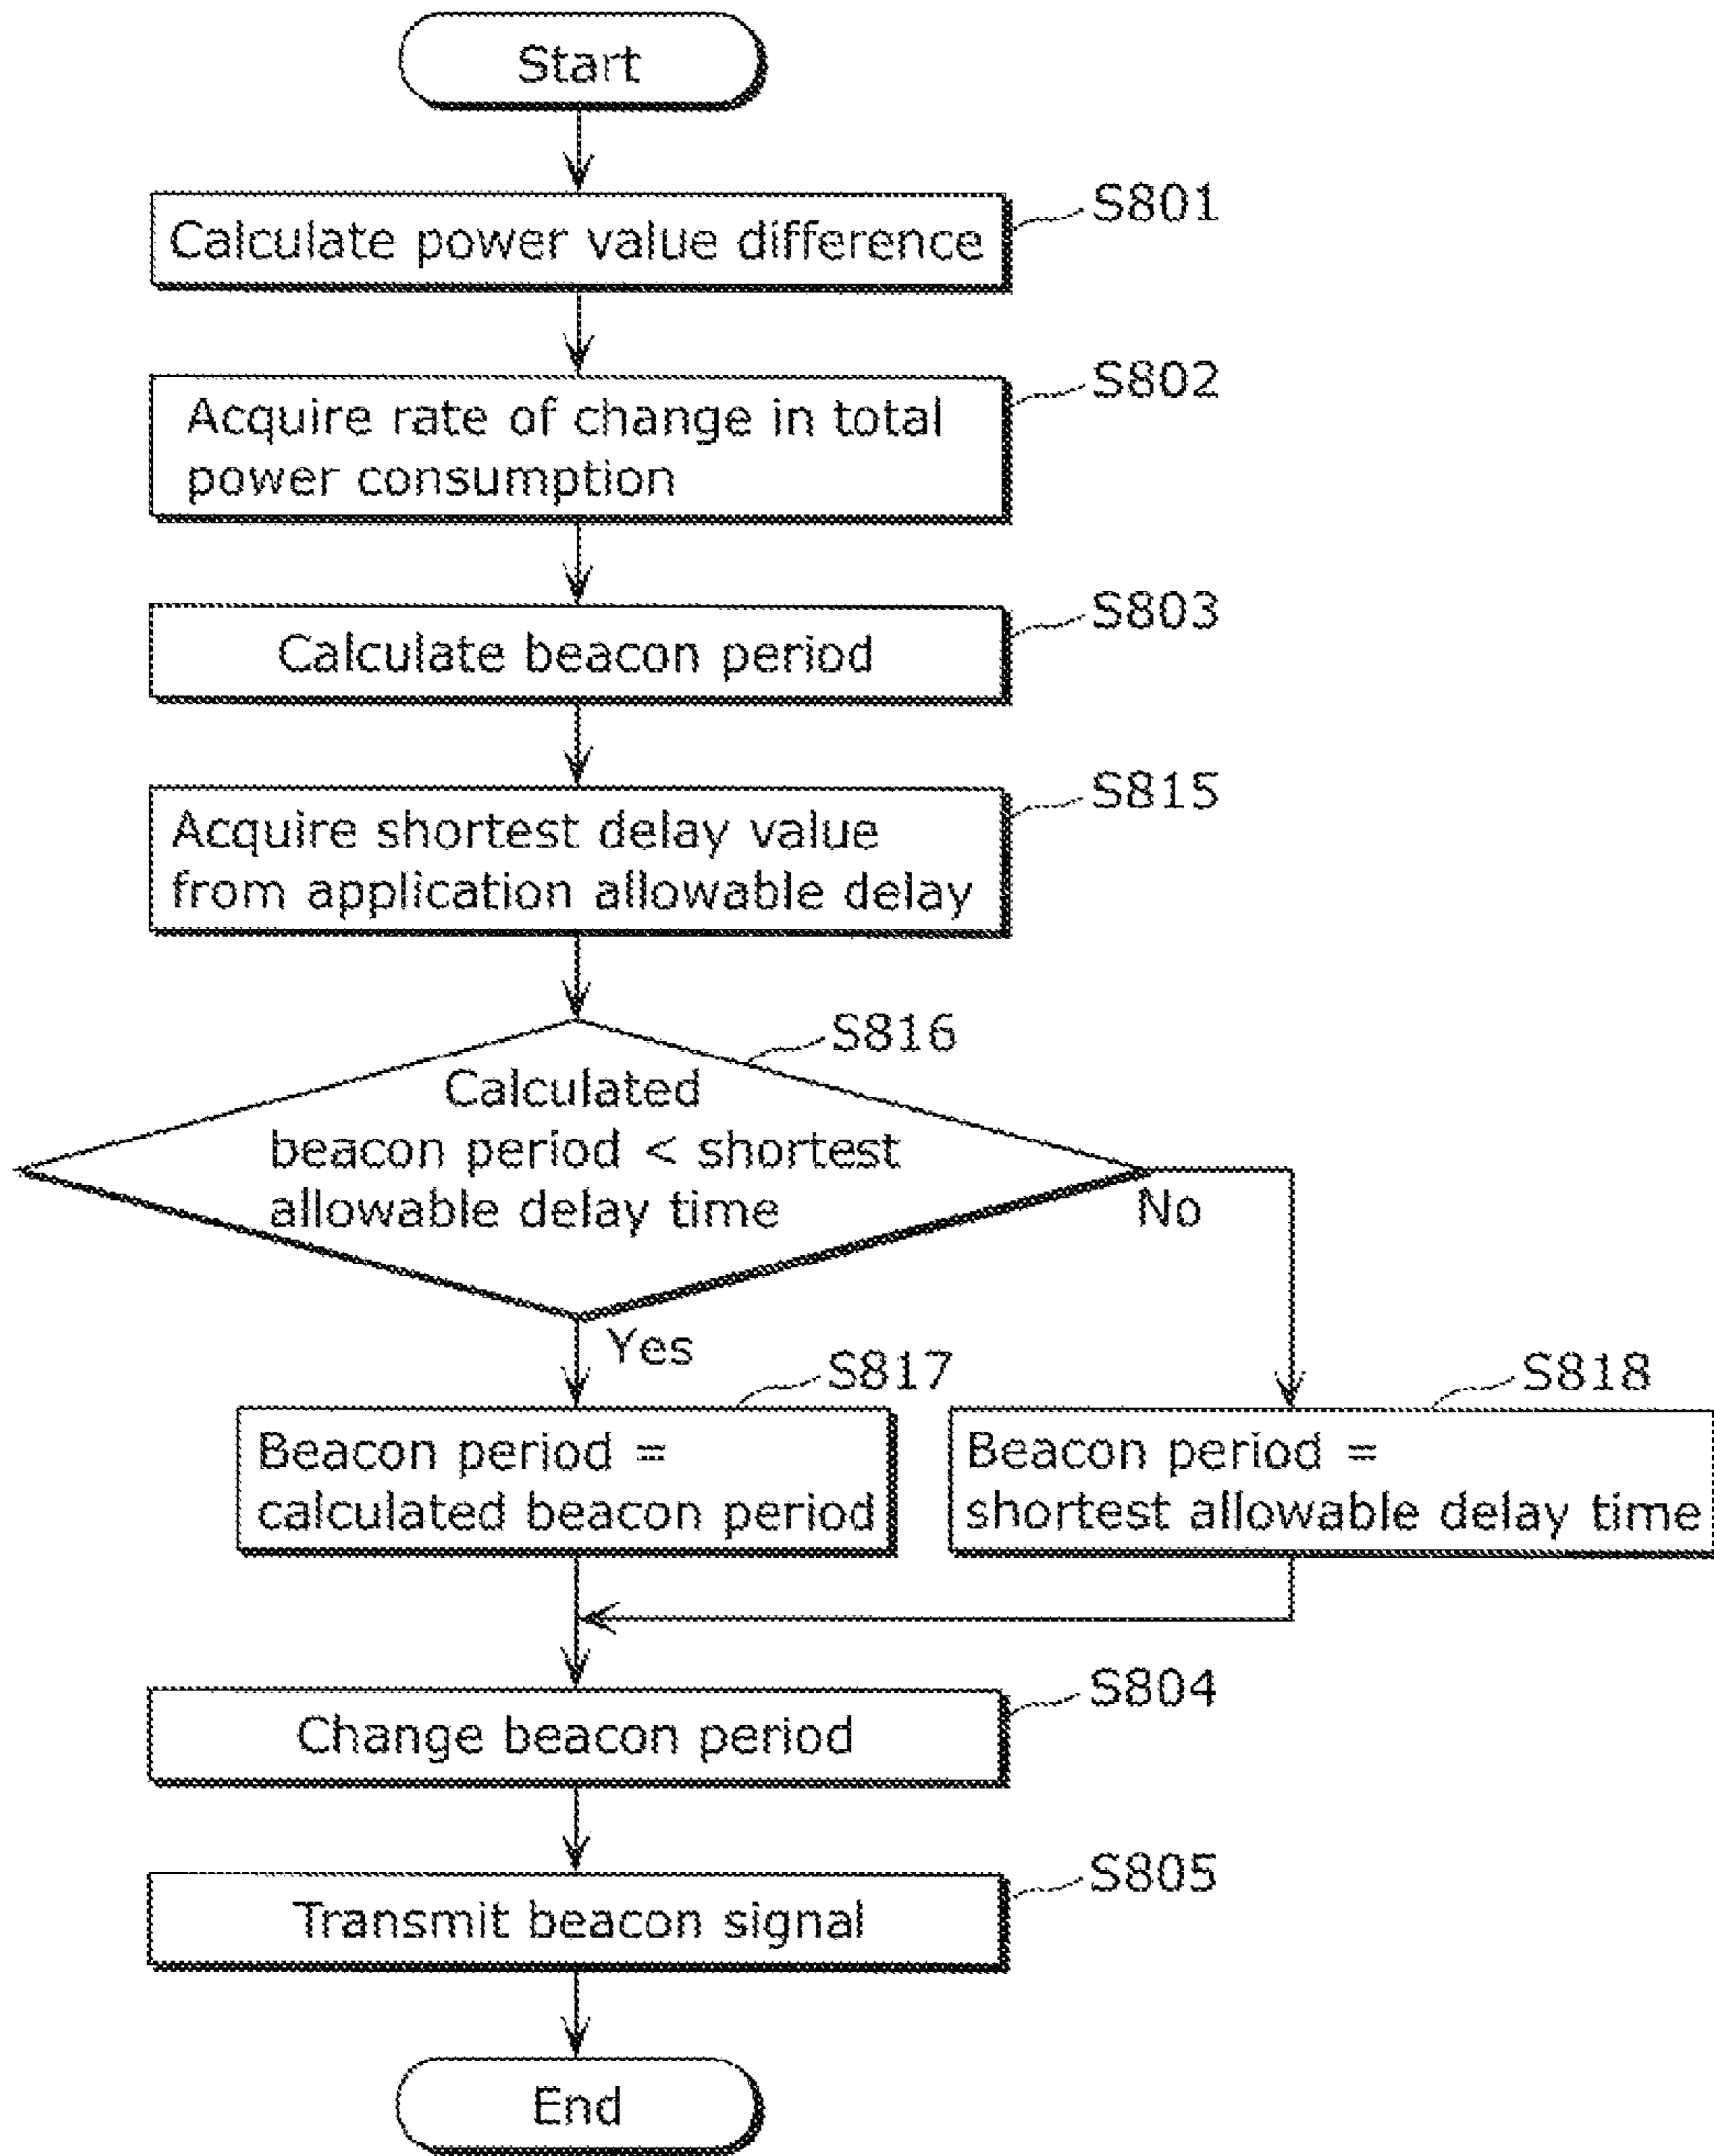 Start
S801
Calculate power value difference
S802
Acquire rate of change in total
power consumption
S803
Calculate beacon period
S815
Acquire shortest delay value
from application allowable delay
S816
Calculated
beacon period < shortest
allowable delay time
No
Yes
S817
Beacon period =
calculated beacon period
S818
Beacon period =
shortest allowable delay time
S804
Change beacon period
S805
Transmit beacon signal
End